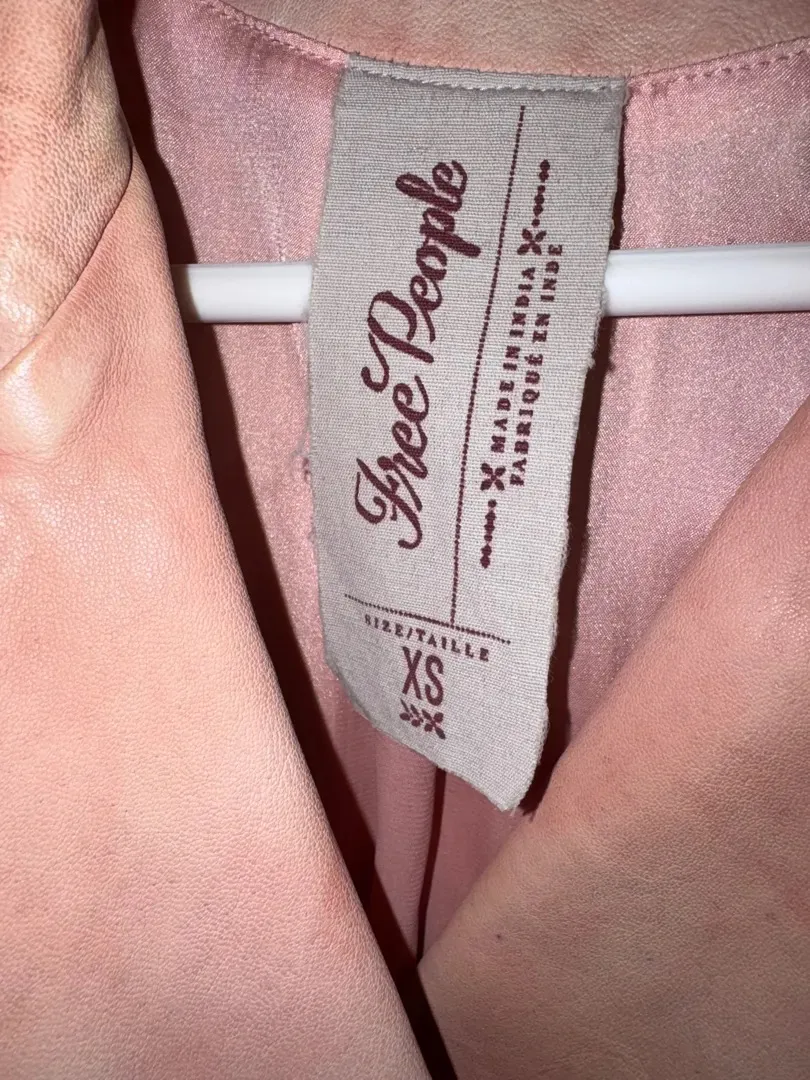 Free People
MADE IN INDIA
FABRIQUÉ EN INDE
SIZE/TAILLE
XS